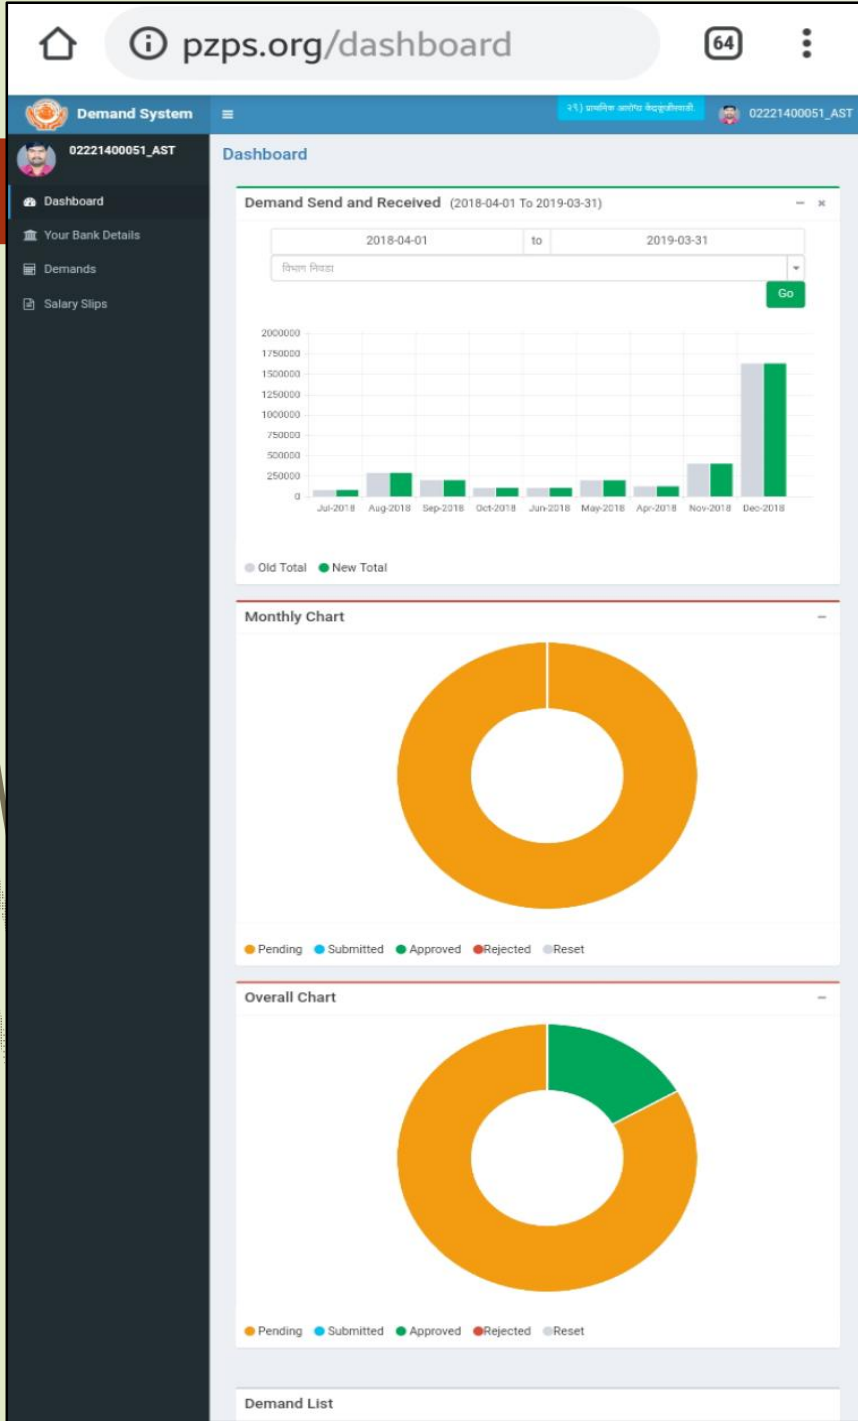 pzps.org/dashboard
64
Demand System
02221400051_AST
02221400051_AST
Dashboard
Your Bank Details
Demands
Salary Slips
Dashboard
Demand Send and Received (2018-04-01 To 2019-03-31)
2018-04-01 to 2019-03-31
विभाग निवडा
Go
2000000
1750000
1500000
1250000
1000000
750000
500000
250000
0
Jul-2018 Aug-2018 Sep-2018 Oct-2018 Jun-2018 May-2018 Apr-2018 Nov-2018 Dec-2018
Old Total New Total
Monthly Chart
Pending Submitted Approved Rejected Reset
Overall Chart
Pending Submitted Approved Rejected Reset
Demand List